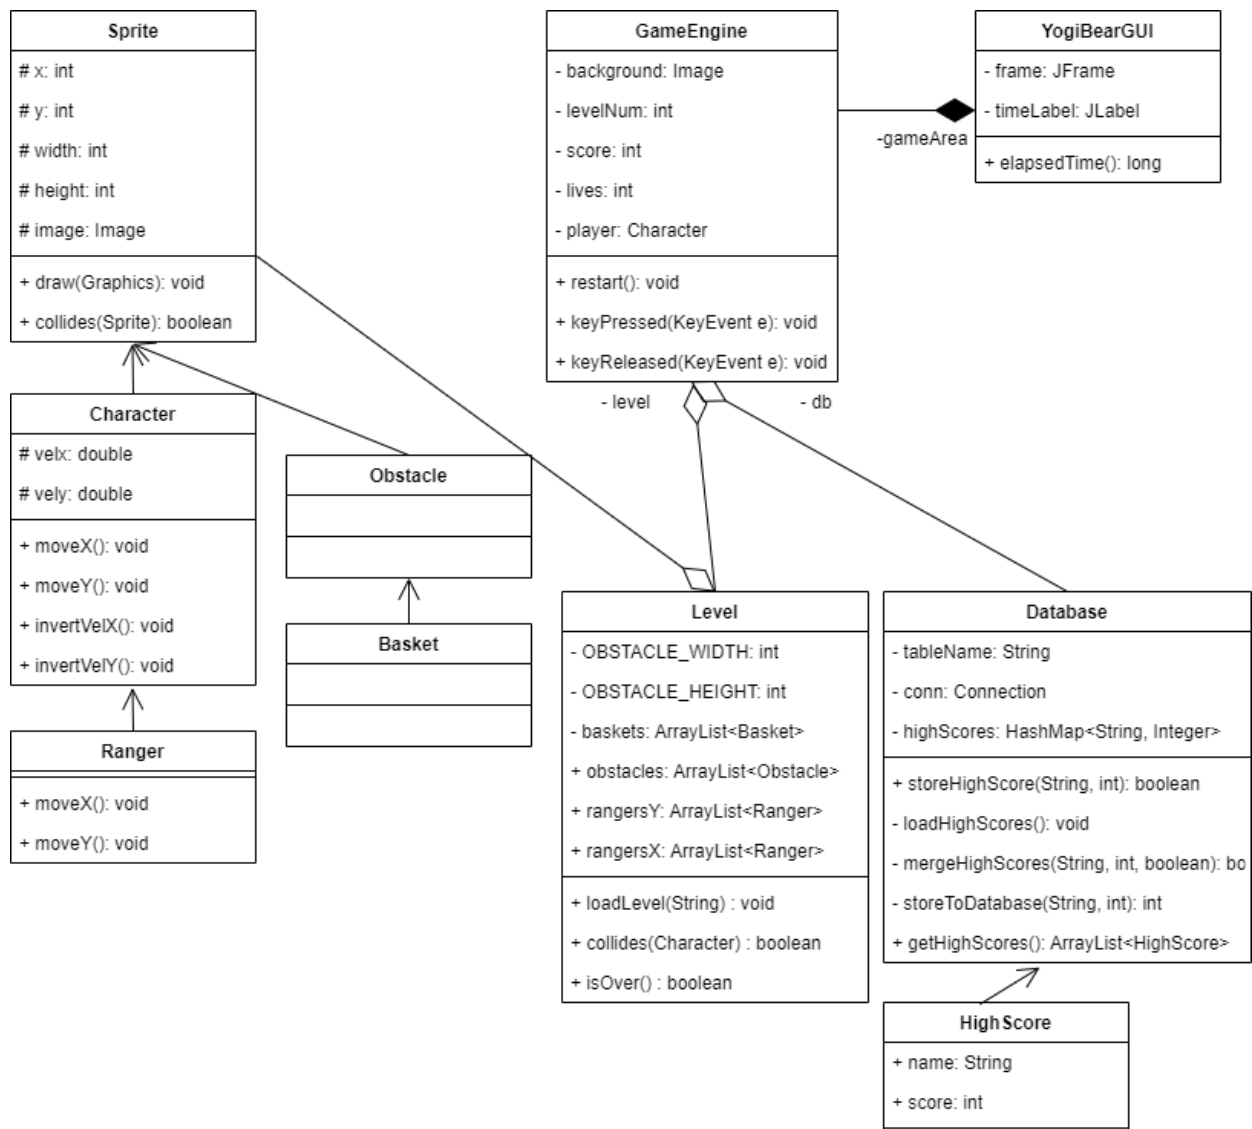 Sprite
# x: int
# y: int
# width: int
# height: int
# image: Image
+ draw(Graphics): void
+ collides(Sprite): boolean
GameEngine
- background: Image
- levelNum: int
- score: int
- lives: int
- player: Character
+ restart(): void
+ keyPressed(KeyEvent e): void
+ keyReleased(KeyEvent e): void
YogiBearGUI
- frame: JFrame
- timeLabel: JLabel
+ elapsedTime(): long
-gameArea
- level
- db
Character
# velx: double
# vely: double
+ moveX(): void
+ moveY(): void
+ invertVelX(): void
+ invertVelY(): void
Obstacle
Basket
Ranger
+ moveX(): void
+ moveY(): void
Level
- OBSTACLE_WIDTH: int
- OBSTACLE_HEIGHT: int
- baskets: ArrayList<Basket>
+ obstacles: ArrayList<Obstacle>
+ rangersY: ArrayList<Ranger>
+ rangersX: ArrayList<Ranger>
+ loadLevel(String) : void
+ collides(Character) : boolean
+ isOver() : boolean
Database
- tableName: String
- conn: Connection
- highScores: HashMap<String, Integer>
+ storeHighScore(String, int): boolean
- loadHighScores(): void
- mergeHighScores(String, int, boolean): bo
- storeToDatabase(String, int): int
+ getHighScores(): ArrayList<HighScore>
HighScore
+ name: String
+ score: int